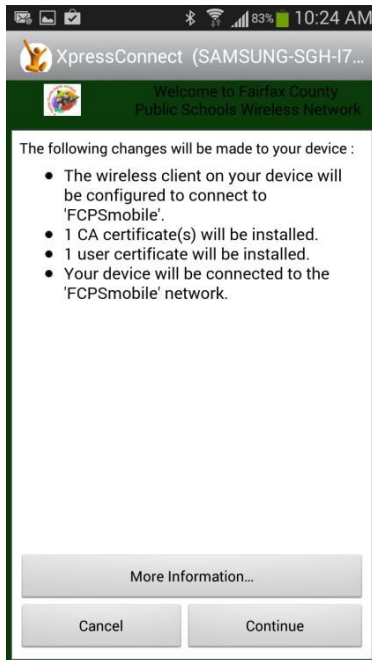 83% 10:24 AM
XpressConnect (SAMSUNG-SGH-I7...
Welcome to Fairfax County
Public Schools Wireless Network
The following changes will be made to your device :
● The wireless client on your device will
be configured to connect to
'FCPSmobile'.
● 1 CA certificate(s) will be installed.
● 1 user certificate will be installed.
● Your device will be connected to the
'FCPSmobile' network.
More Information...
Cancel Continue